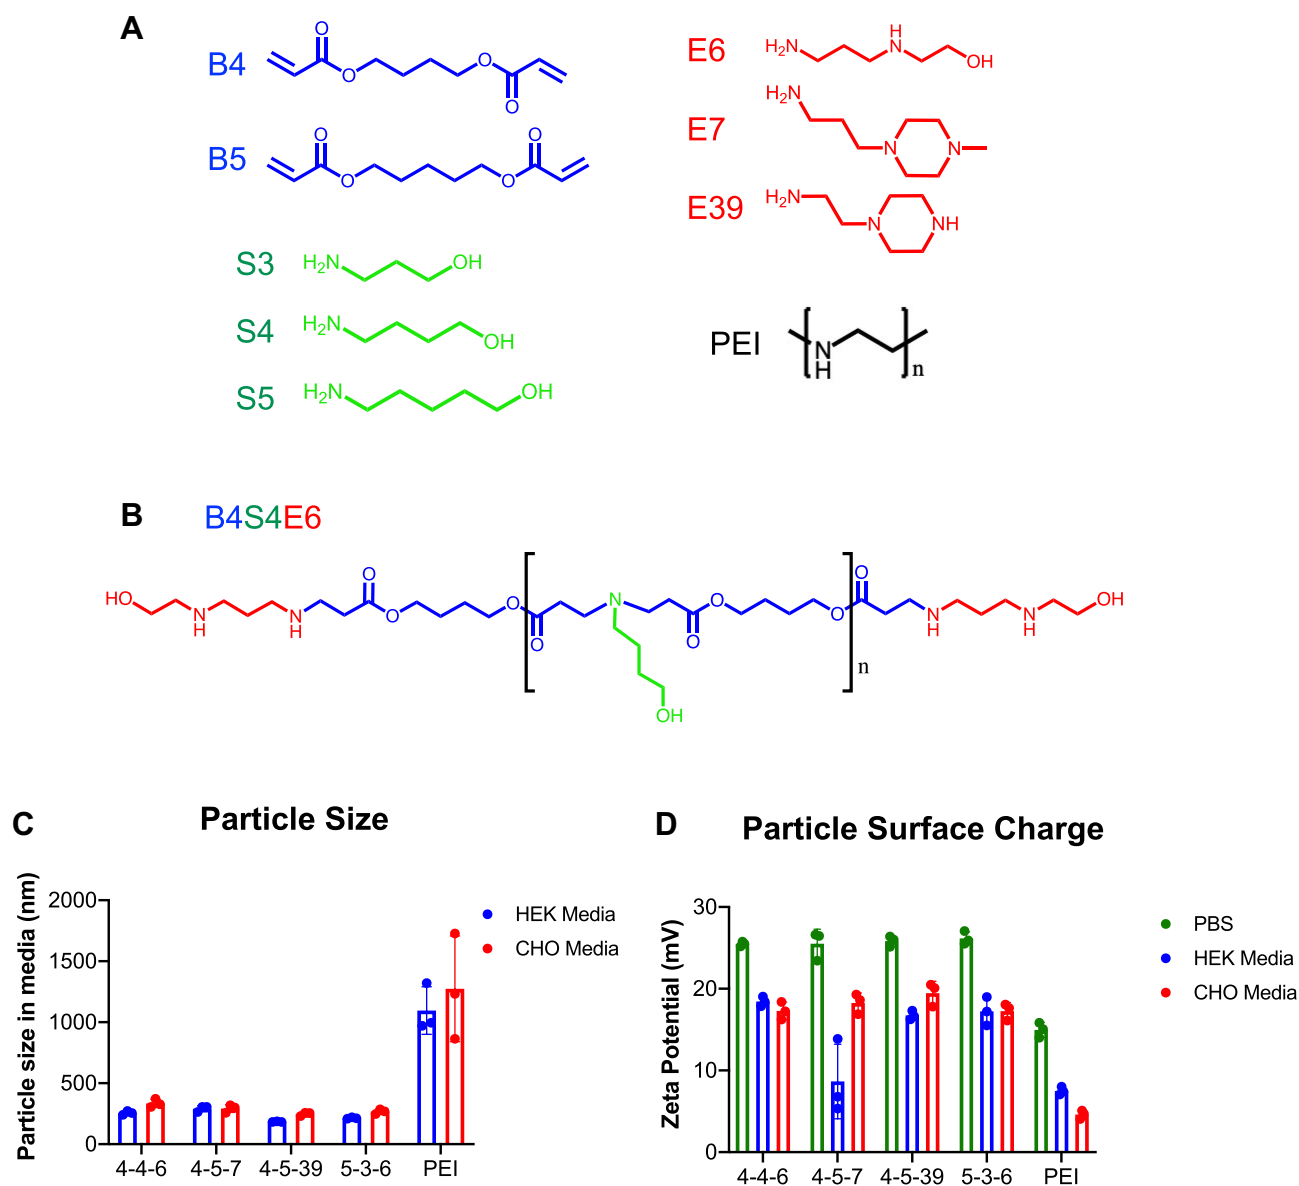 A
B4
O
O
O
O
B5
O
O
O
O
S3
H2N
OH
S4
H2N
OH
S5
H2N
OH
E6
H2N
H
N
OH
E7
H2N
N
N
E39
H2N
N
NH
PEI
N
H
n
B
B4S4E6
HO
N
H
N
H
O
O
O
O
N
O
O
O
O
n
N
H
N
H
OH
OH
C
Particle Size
Particle size in media (nm)
2000
1500
1000
500
0
4-4-6
4-5-7
4-5-39
5-3-6
PEI
HEK Media
CHO Media
D
Particle Surface Charge
Zeta Potential (mV)
30
20
10
0
4-4-6
4-5-7
4-5-39
5-3-6
PEI
PBS
HEK Media
CHO Media